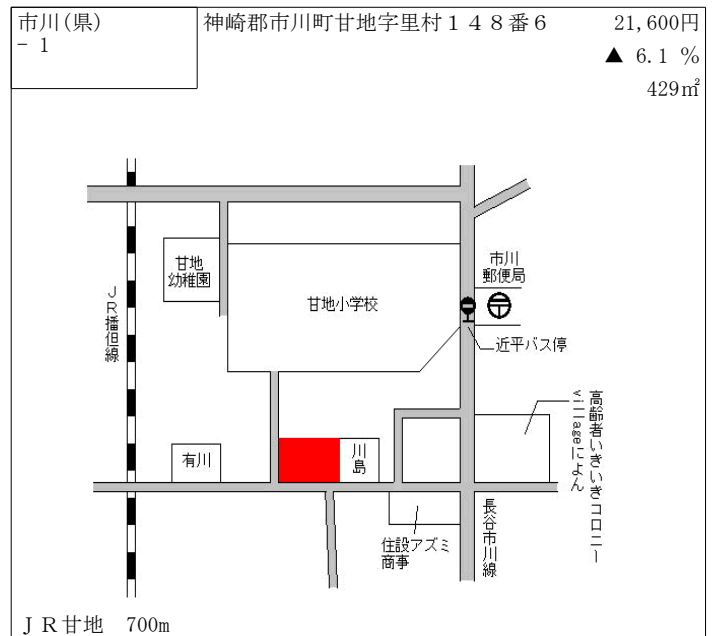 市川(県)
- 1
神崎郡市川町甘地字里村１４８番６
21,600円
▲ 6.1 %
429㎡
甘地
幼稚園
ＪＲ播但線
甘地小学校
市川
郵便局
近平バス停
有川
川島
高齢者いきいきコロニー
villageによん
長谷市川線
住設アズミ
商事
ＪＲ甘地 700m